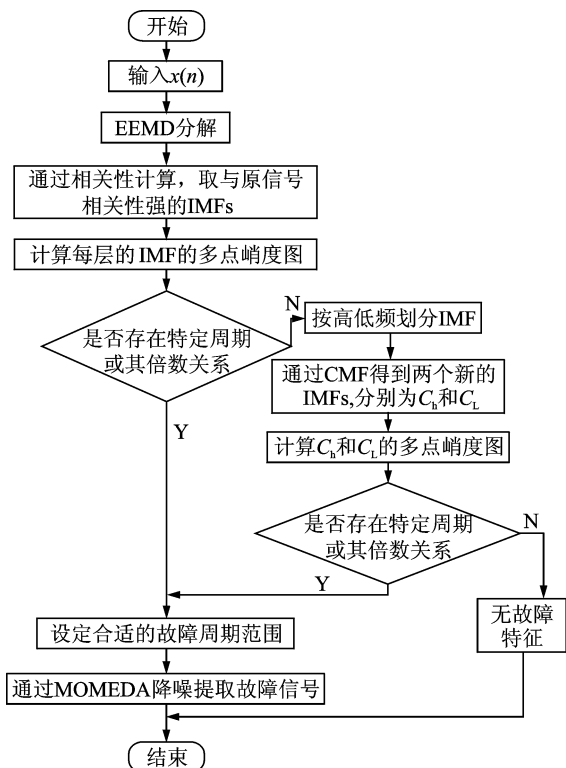 开始
输入x(n)
EEMD分解
通过相关性计算，取与原信号
相关性强的IMFs
计算每层的IMF的多点峭度图
是否存在特定周期
或其倍数关系
N
按高低频划分IMF
通过CMF得到两个新的
IMFs,分别为Ch和CL
计算Ch和CL的多点峭度图
Y
是否存在特定周期
或其倍数关系
N
Y
无故障
特征
设定合适的故障周期范围
通过MOMEDA降噪提取故障信号
结束